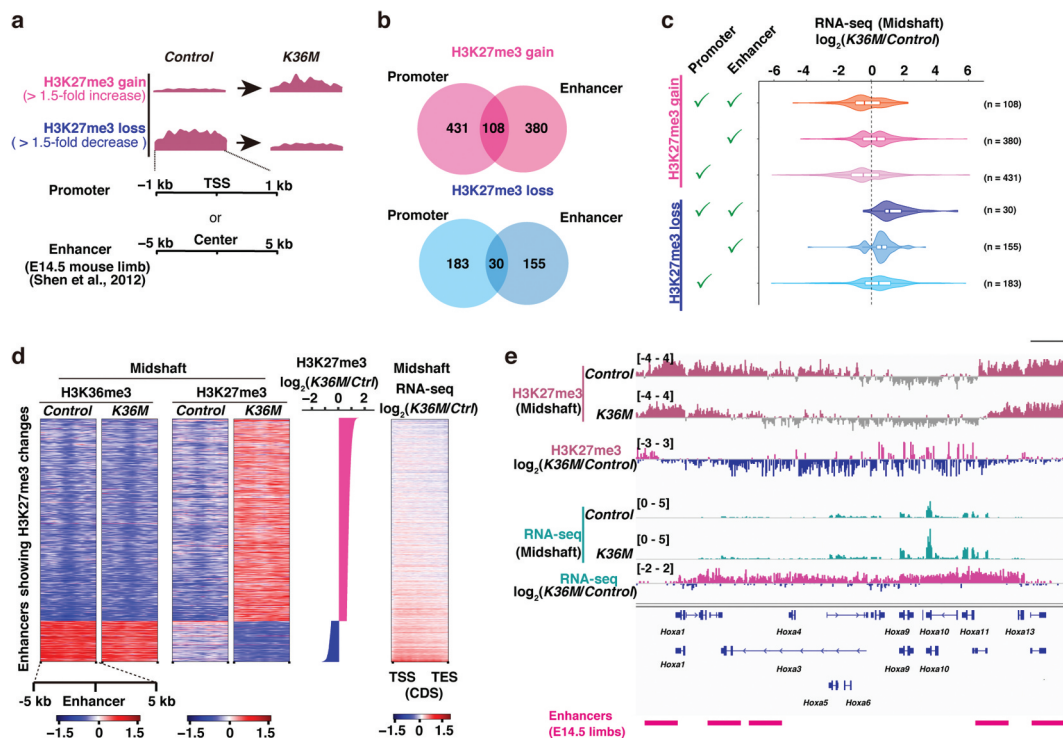 a
Control
K36M
H3K27me3 gain
(> 1.5-fold increase)
H3K27me3 loss
(> 1.5-fold decrease )
−1 kb
TSS
1 kb
Promoter
or
−5 kb
Center
5 kb
Enhancer
(E14.5 mouse limb)
(Shen et al., 2012)
b
H3K27me3 gain
Promoter
Enhancer
431
108
380
H3K27me3 loss
Promoter
Enhancer
183
30
155
c
RNA-seq (Midshaft)
log2(K36M/Control)
Promoter
Enhancer
-6 -4 -2 0 2 4 6
H3K27me3 gain
(n = 108)
(n = 380)
(n = 431)
H3K27me3 loss
(n = 30)
(n = 155)
(n = 183)
d
Midshaft
H3K36me3
H3K27me3
Control
K36M
Control
K36M
H3K27me3
log2(K36M/Ctrl)
-2 0 2
Midshaft
RNA-seq
log2(K36M/Ctrl)
Enhancers showing H3K27me3 changes
-5 kb
Enhancer
5 kb
TSS
TES
(CDS)
−1.5 0 1.5
−1.5 0 1.5
−1.5 0 1.5
e
[-4 - 4]
Control
H3K27me3
(Midshaft)
[-4 - 4]
K36M
[-3 - 3]
H3K27me3
log2(K36M/Control)
[0 - 5]
Control
RNA-seq
(Midshaft)
[0 - 5]
K36M
[-2 - 2]
RNA-seq
log2(K36M/Control)
Hoxa1
Hoxa4
Hoxa9
Hoxa10
Hoxa11
Hoxa13
Hoxa1
Hoxa3
Hoxa9
Hoxa10
Hoxa5
Hoxa6
Enhancers
(E14.5 limbs)